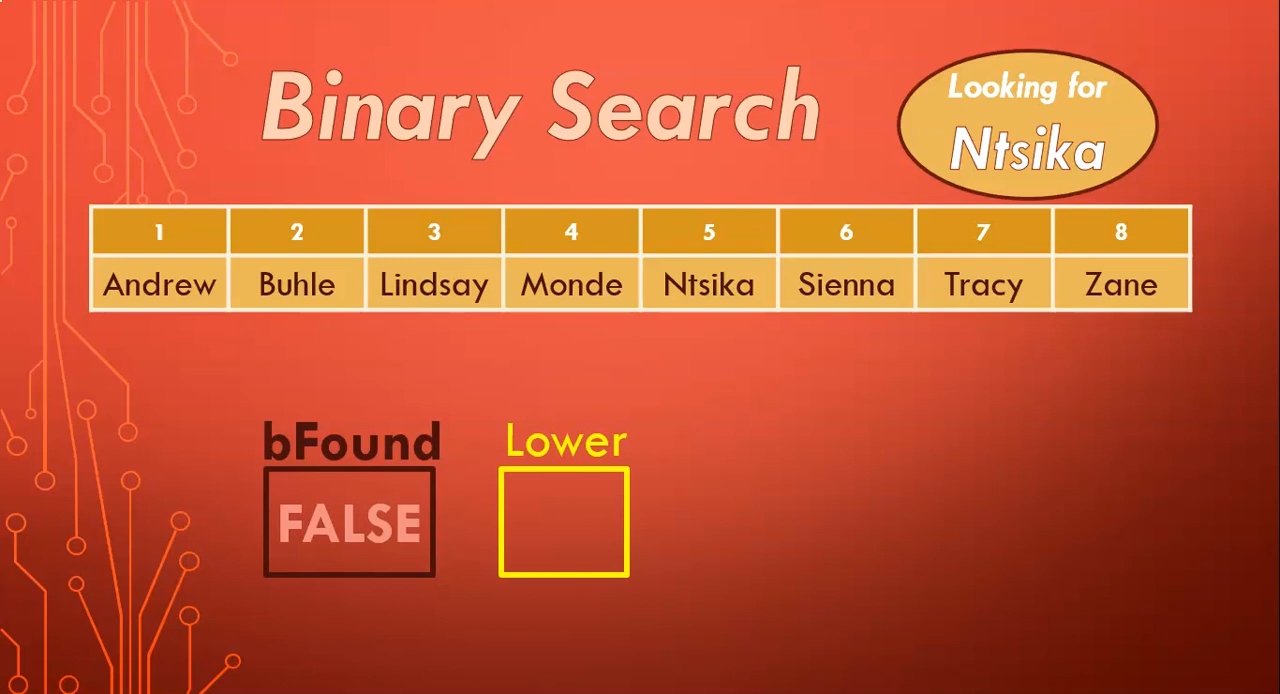 Binary Search
Looking for
Ntsika
1 2 3 4 5 6 7 8
Andrew Buhle Lindsay Monde Ntsika Sienna Tracy Zane
bFound Lower
FALSE